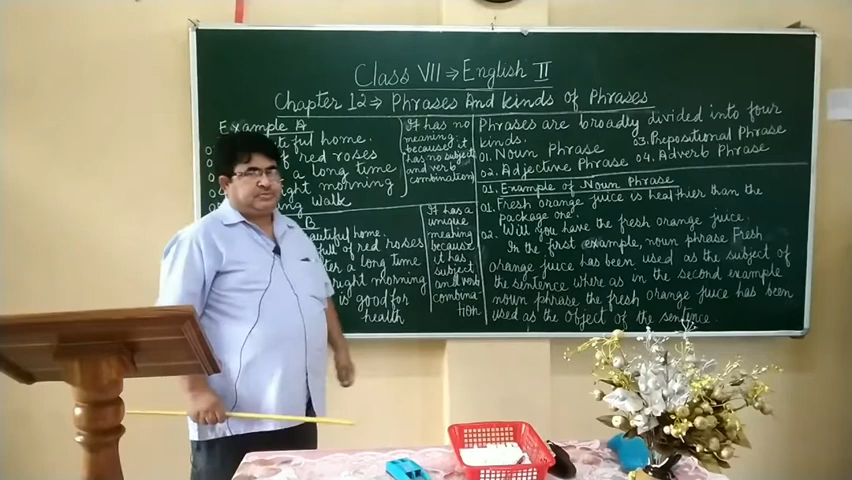 Class VII ⇒ English II
Chapter 12 ⇒ Phrases And kinds of Phrases
Example A
ful home.
of red roses
a long time
ght morning
ing walk
It has no
meaning
because it
has no subject
and verb
combination
B
eautiful home.
full of red roses
ter a long time
right morning
is good for
health
It has a
unique
meaning
because
it has
subject
and verb
combina-
tion
Phrases are broadly divided into four
kinds.
01. Noun Phrase
02. Adjective Phrase
03. Prepositional Phrase
04. Adverb Phrase
01. Example of Noun Phrase
01. Fresh orange juice is healthier than the
package one.
02. Will you have the fresh orange juice.
In the first example, noun phrase Fresh
orange juice has been used as the subject of
the sentence where as in the second example
noun phrase the fresh orange juice has been
used as the object of the sentence.